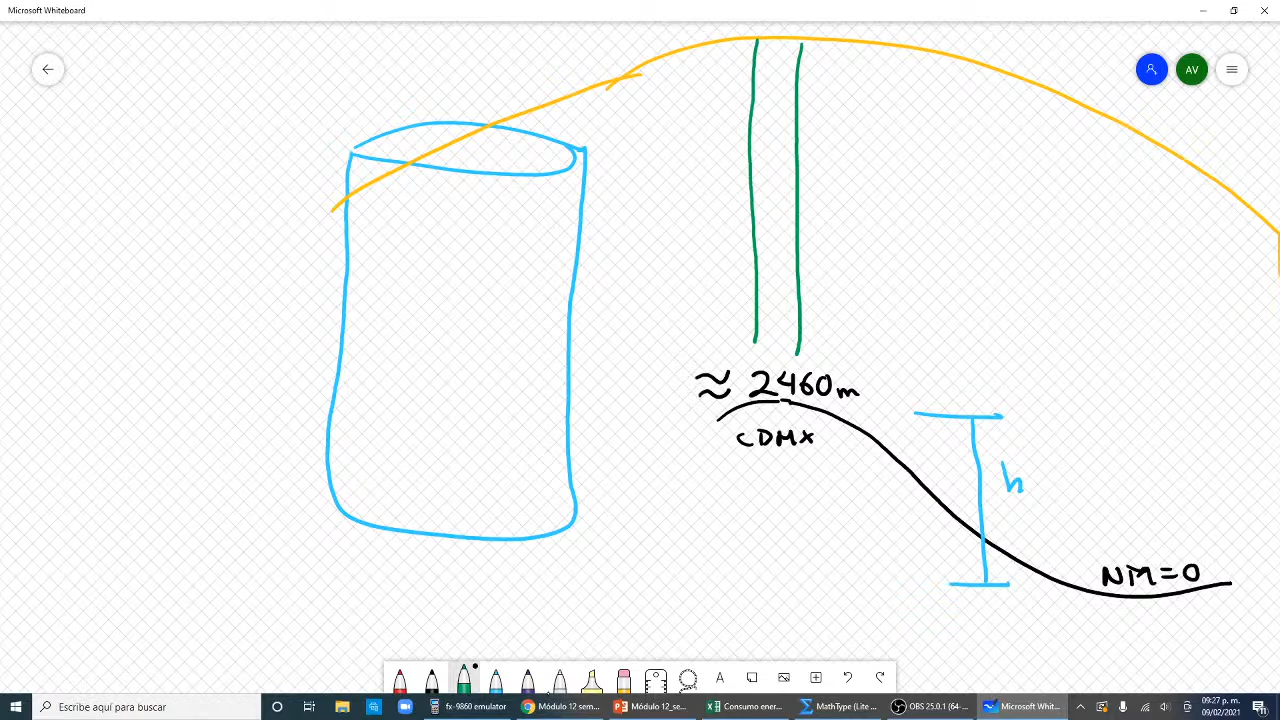 Microsoft Whiteboard
AV
≈ 2460m
CDMX
h
NM=0
A
Escribe aquí para buscar
fx-9860 emulator
Módulo 12 sem...
Módulo 12_se...
Consumo ener...
MathType (Lite ...
OBS 25.0.1 (64-...
Microsoft Whit...
09:27 p. m.
09/02/2021